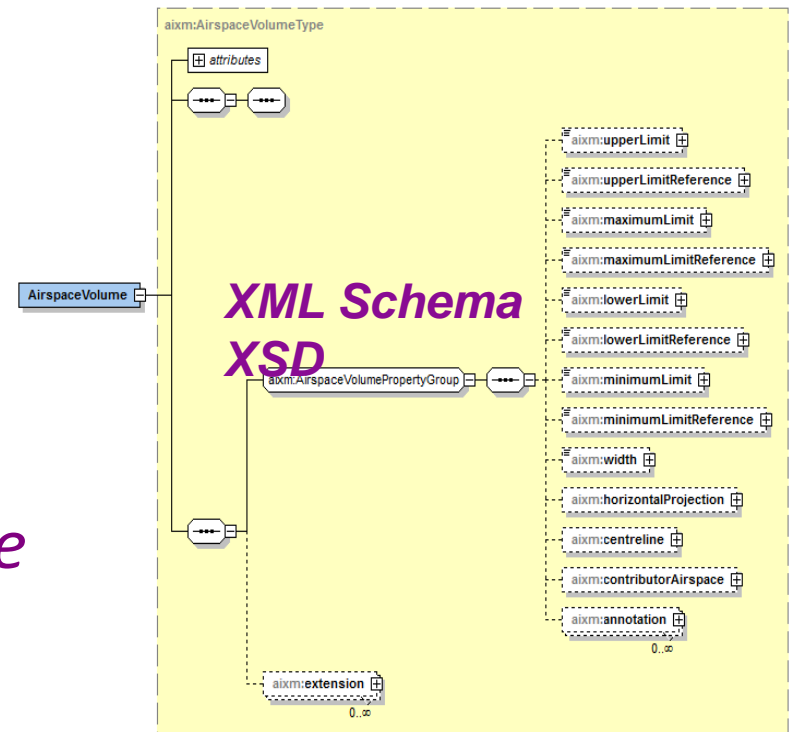 aixm:AirspaceVolumeType
attributes
aixm:upperLimit
aixm:upperLimitReference
aixm:maximumLimit
aixm:maximumLimitReference
AirspaceVolume
XML Schema
XSD
aixm:lowerLimit
aixm:lowerLimitReference
aixm:AirspaceVolumePropertyGroup
aixm:minimumLimit
aixm:minimumLimitReference
aixm:width
aixm:horizontalProjection
e
aixm:centreline
aixm:contributorAirspace
aixm:annotation
0..∞
aixm:extension
0..∞